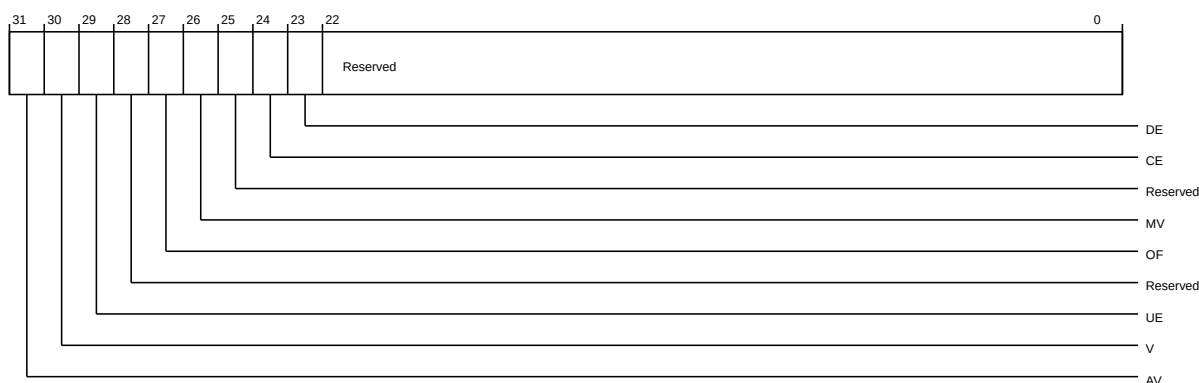 31 30 29 28 27 26 25 24 23 22 0
Reserved
DE
CE
Reserved
MV
OF
Reserved
UE
V
AV